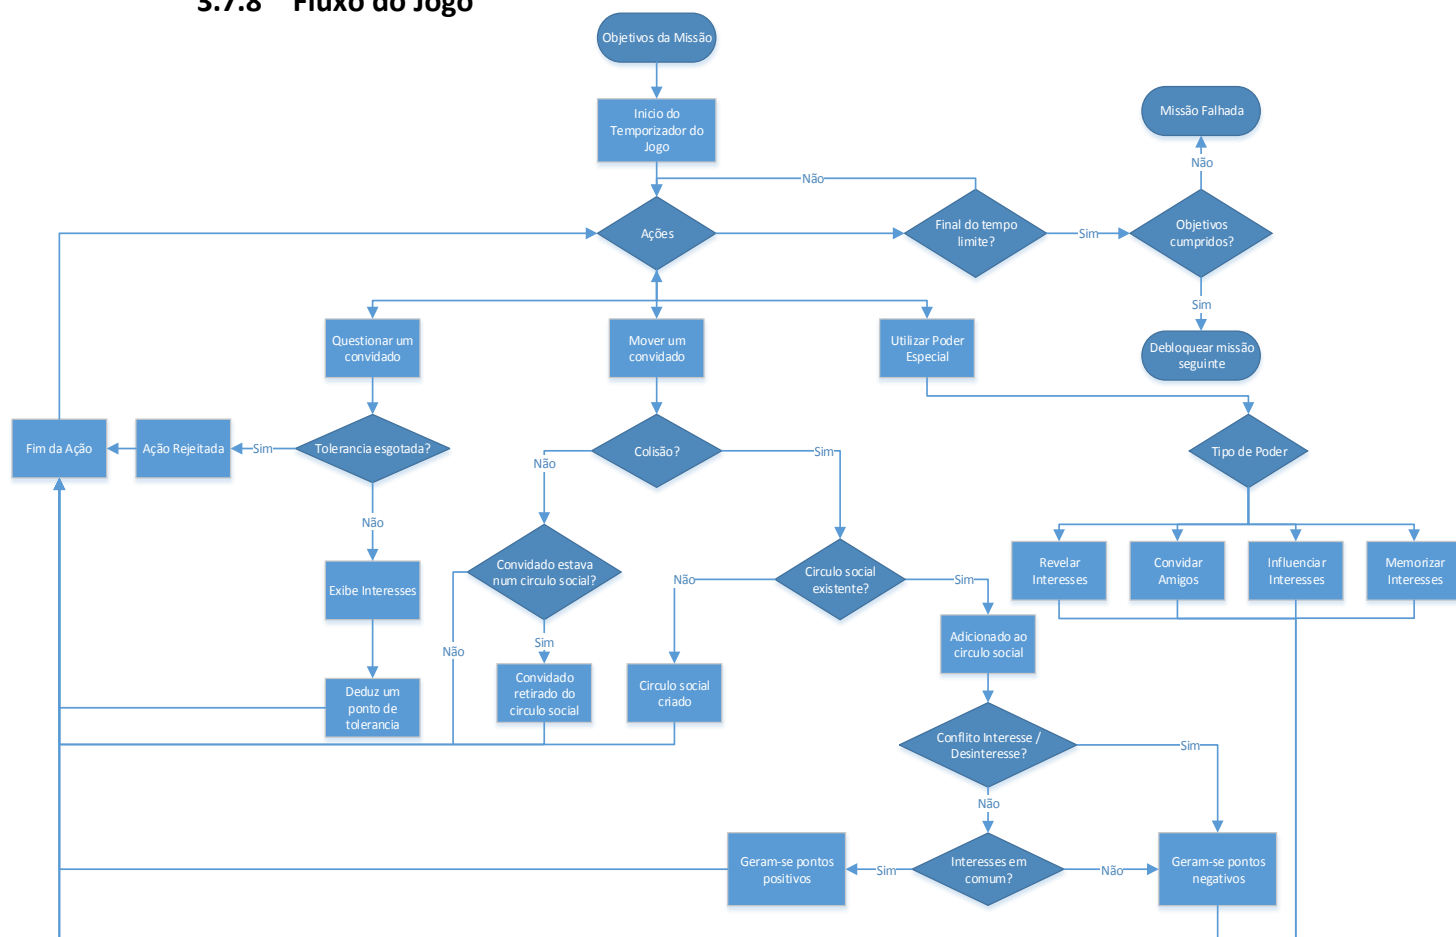 3.7.8 Fluxo do Jogo
Objetivos da Missão
Inicio do
Temporizador do
Jogo
Missão Falhada
Não
Não
Ações
Final do tempo
limite?
Sim
Objetivos
cumpridos?
Sim
Questionar um
convidado
Mover um
convidado
Utilizar Poder
Especial
Debloquear missão
seguinte
Fim da Ação
Ação Rejeitada
Sim
Tolerancia esgotada?
Colisão?
Sim
Tipo de Poder
Não
Não
Convidado estava
num circulo social?
Circulo social
existente?
Revelar
Interesses
Convidar
Amigos
Influenciar
Interesses
Memorizar
Interesses
Exibe Interesses
Não
Sim
Não
Sim
Adicionado ao
circulo social
Deduz um
ponto de
tolerancia
Convidado
retirado do
circulo social
Circulo social
criado
Conflito Interesse /
Desinteresse?
Sim
Não
Geram-se pontos
positivos
Sim
Interesses em
comum?
Não
Geram-se pontos
negativos